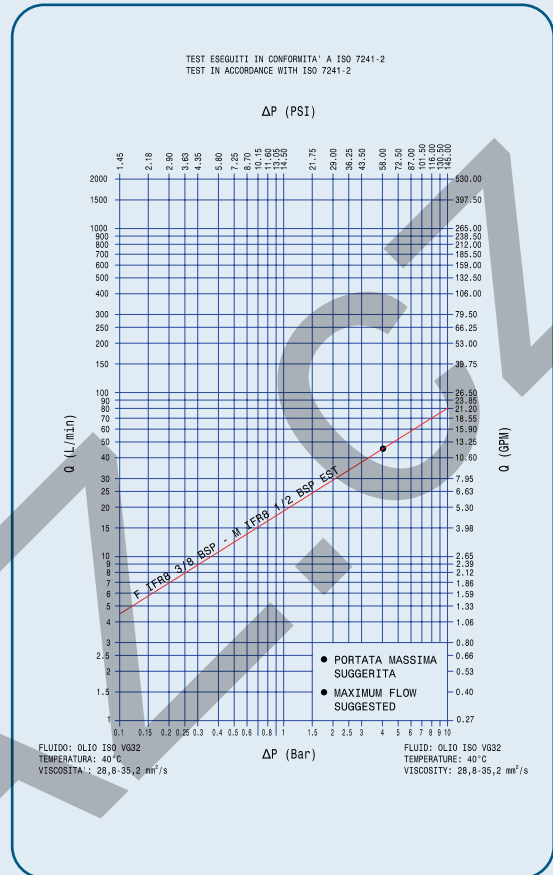 TEST ESEGUITI IN CONFORMITA' A ISO 7241-2
TEST IN ACCORDANCE WITH ISO 7241-2
ΔP (PSI)
1.45 2.18 2.90 3.63 4.35 5.80 7.25 8.70 10.15 11.60 13.05 14.50 21.75 29.00 36.25 43.50 58.00 72.50 87.00 101.50 116.00 130.50 145.00
2000 530.00
1500 397.50
1000 265.00
900 238.50
800 212.00
700 185.50
600 159.00
500 132.50
400 106.00
300 79.50
250 66.25
200 53.00
150 39.75
100 26.50
90 23.85
80 21.20
70 18.55
60 15.90
50 13.25
40 10.60
30 7.95
25 6.63
20 5.30
15 3.98
10 2.65
9 2.39
8 2.12
7 1.86
6 1.59
5 1.33
4 1.06
3 0.80
2.5 0.66
2 0.53
1.5 0.40
1 0.27
Q (L/min)
Q (GPM)
F IFR8 3/8 BSP - M IFR8 1/2 BSP EST
● PORTATA MASSIMA
SUGGERITA
● MAXIMUM FLOW
SUGGESTED
0.1 0.15 0.2 0.25 0.3 0.4 0.5 0.6 0.8 1 1.5 2 2.5 3 4 5 6 7 8 9 10
ΔP (Bar)
FLUIDO: OLIO ISO VG32
TEMPERATURA: 40°C
VISCOSITA': 28,8-35,2 mm²/s
FLUID: OLIO ISO VG32
TEMPERATURE: 40°C
VISCOSITY: 28,8-35,2 mm²/s